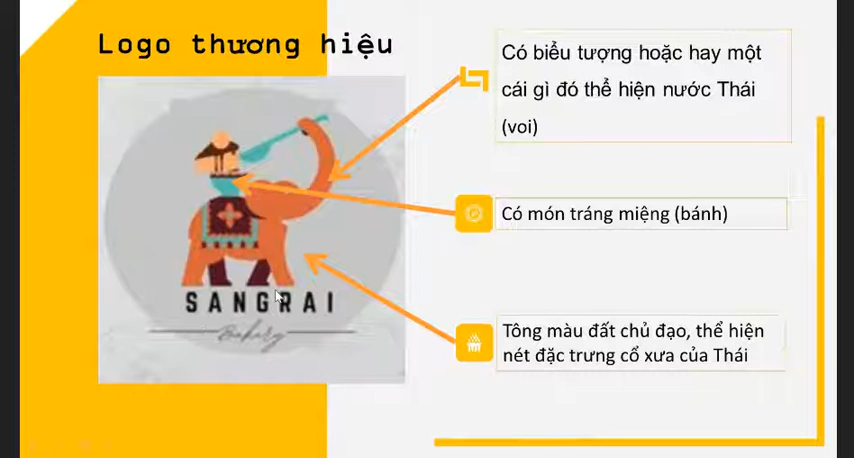 Logo thương hiệu
Có biểu tượng hoặc hay một
cái gì đó thể hiện nước Thái
(voi)
Có món tráng miệng (bánh)
SANGRAI
Bakery
Tông màu đất chủ đạo, thể hiện
nét đặc trưng cổ xưa của Thái